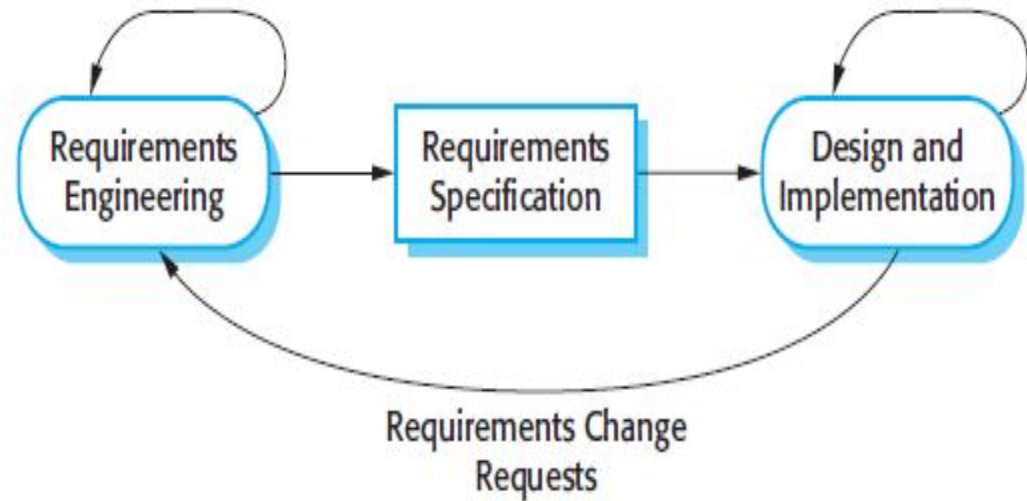 Requirements
Engineering
Requirements
Specification
Design and
Implementation
Requirements Change
Requests